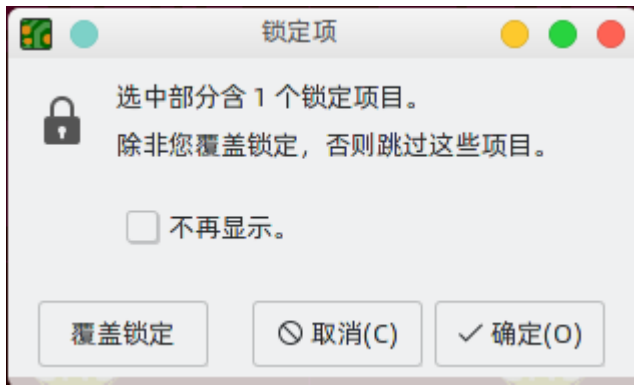 锁定项
选中部分含 1 个锁定项目。
除非您覆盖锁定，否则跳过这些项目。
不再显示。
覆盖锁定
取消(C)
确定(O)